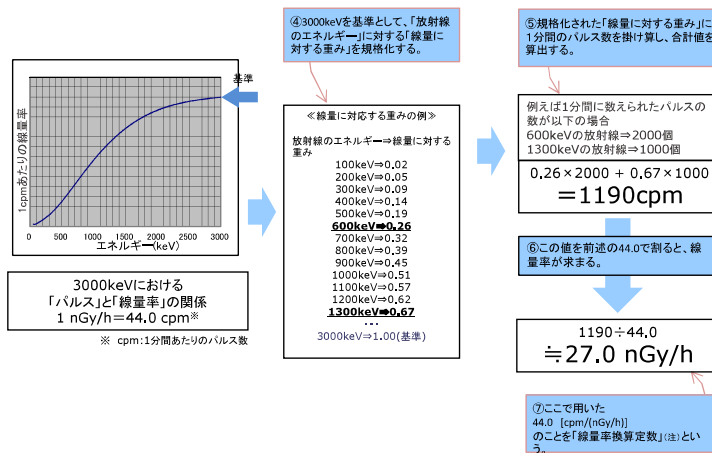 ④3000keVを基準として、「放射線
のエネルギー」に対する「線量に
対する重み」を規格化する。
⑤規格化された「線量に対する重み」に
1分間のパルス数を掛け算し、合計値を
算出する。
基準
1cpmあたりの線量率
0 500 1000 1500 2000 2500 3000
エネルギー(keV)
3000keVにおける
「パルス」と「線量率」の関係
1 nGy/h=44.0 cpm※
※ cpm:1分間あたりのパルス数
≪線量に対応する重みの例≫
放射線のエネルギー⇒線量に対する
重み
100keV⇒0.02
200keV⇒0.05
300keV⇒0.09
400keV⇒0.14
500keV⇒0.19
600keV⇒0.26
700keV⇒0.32
800keV⇒0.39
900keV⇒0.45
1000keV⇒0.51
1100keV⇒0.57
1200keV⇒0.62
1300keV⇒0.67
…
3000keV⇒1.00(基準)
例えば1分間に数えられたパルス
の数が以下の場合
600keVの放射線⇒2000個
1300keVの放射線⇒1000個
0.26×2000 + 0.67×1000
=1190cpm
⑥この値を前述の44.0で割ると、線
量率が求まる。
1190÷44.0
≒27.0 nGy/h
⑦ここで用いた
44.0 [cpm/(nGy/h)]
のことを「線量率換算定数」(注)とい
う。